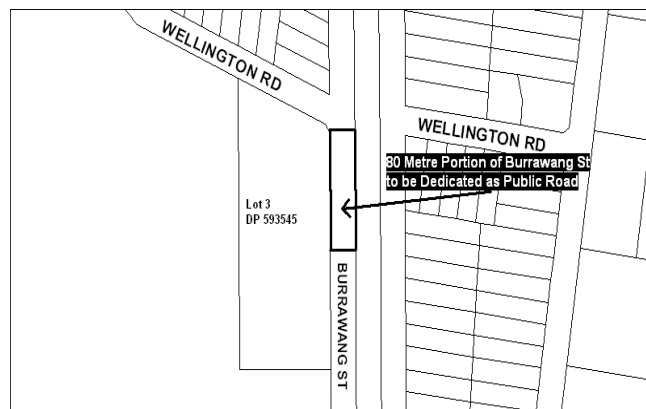 WELLINGTON RD
WELLINGTON RD
80 Metre Portion of Burrawang St
to be Dedicated as Public Road
Lot 3
DP 593545
BURRAWANG ST